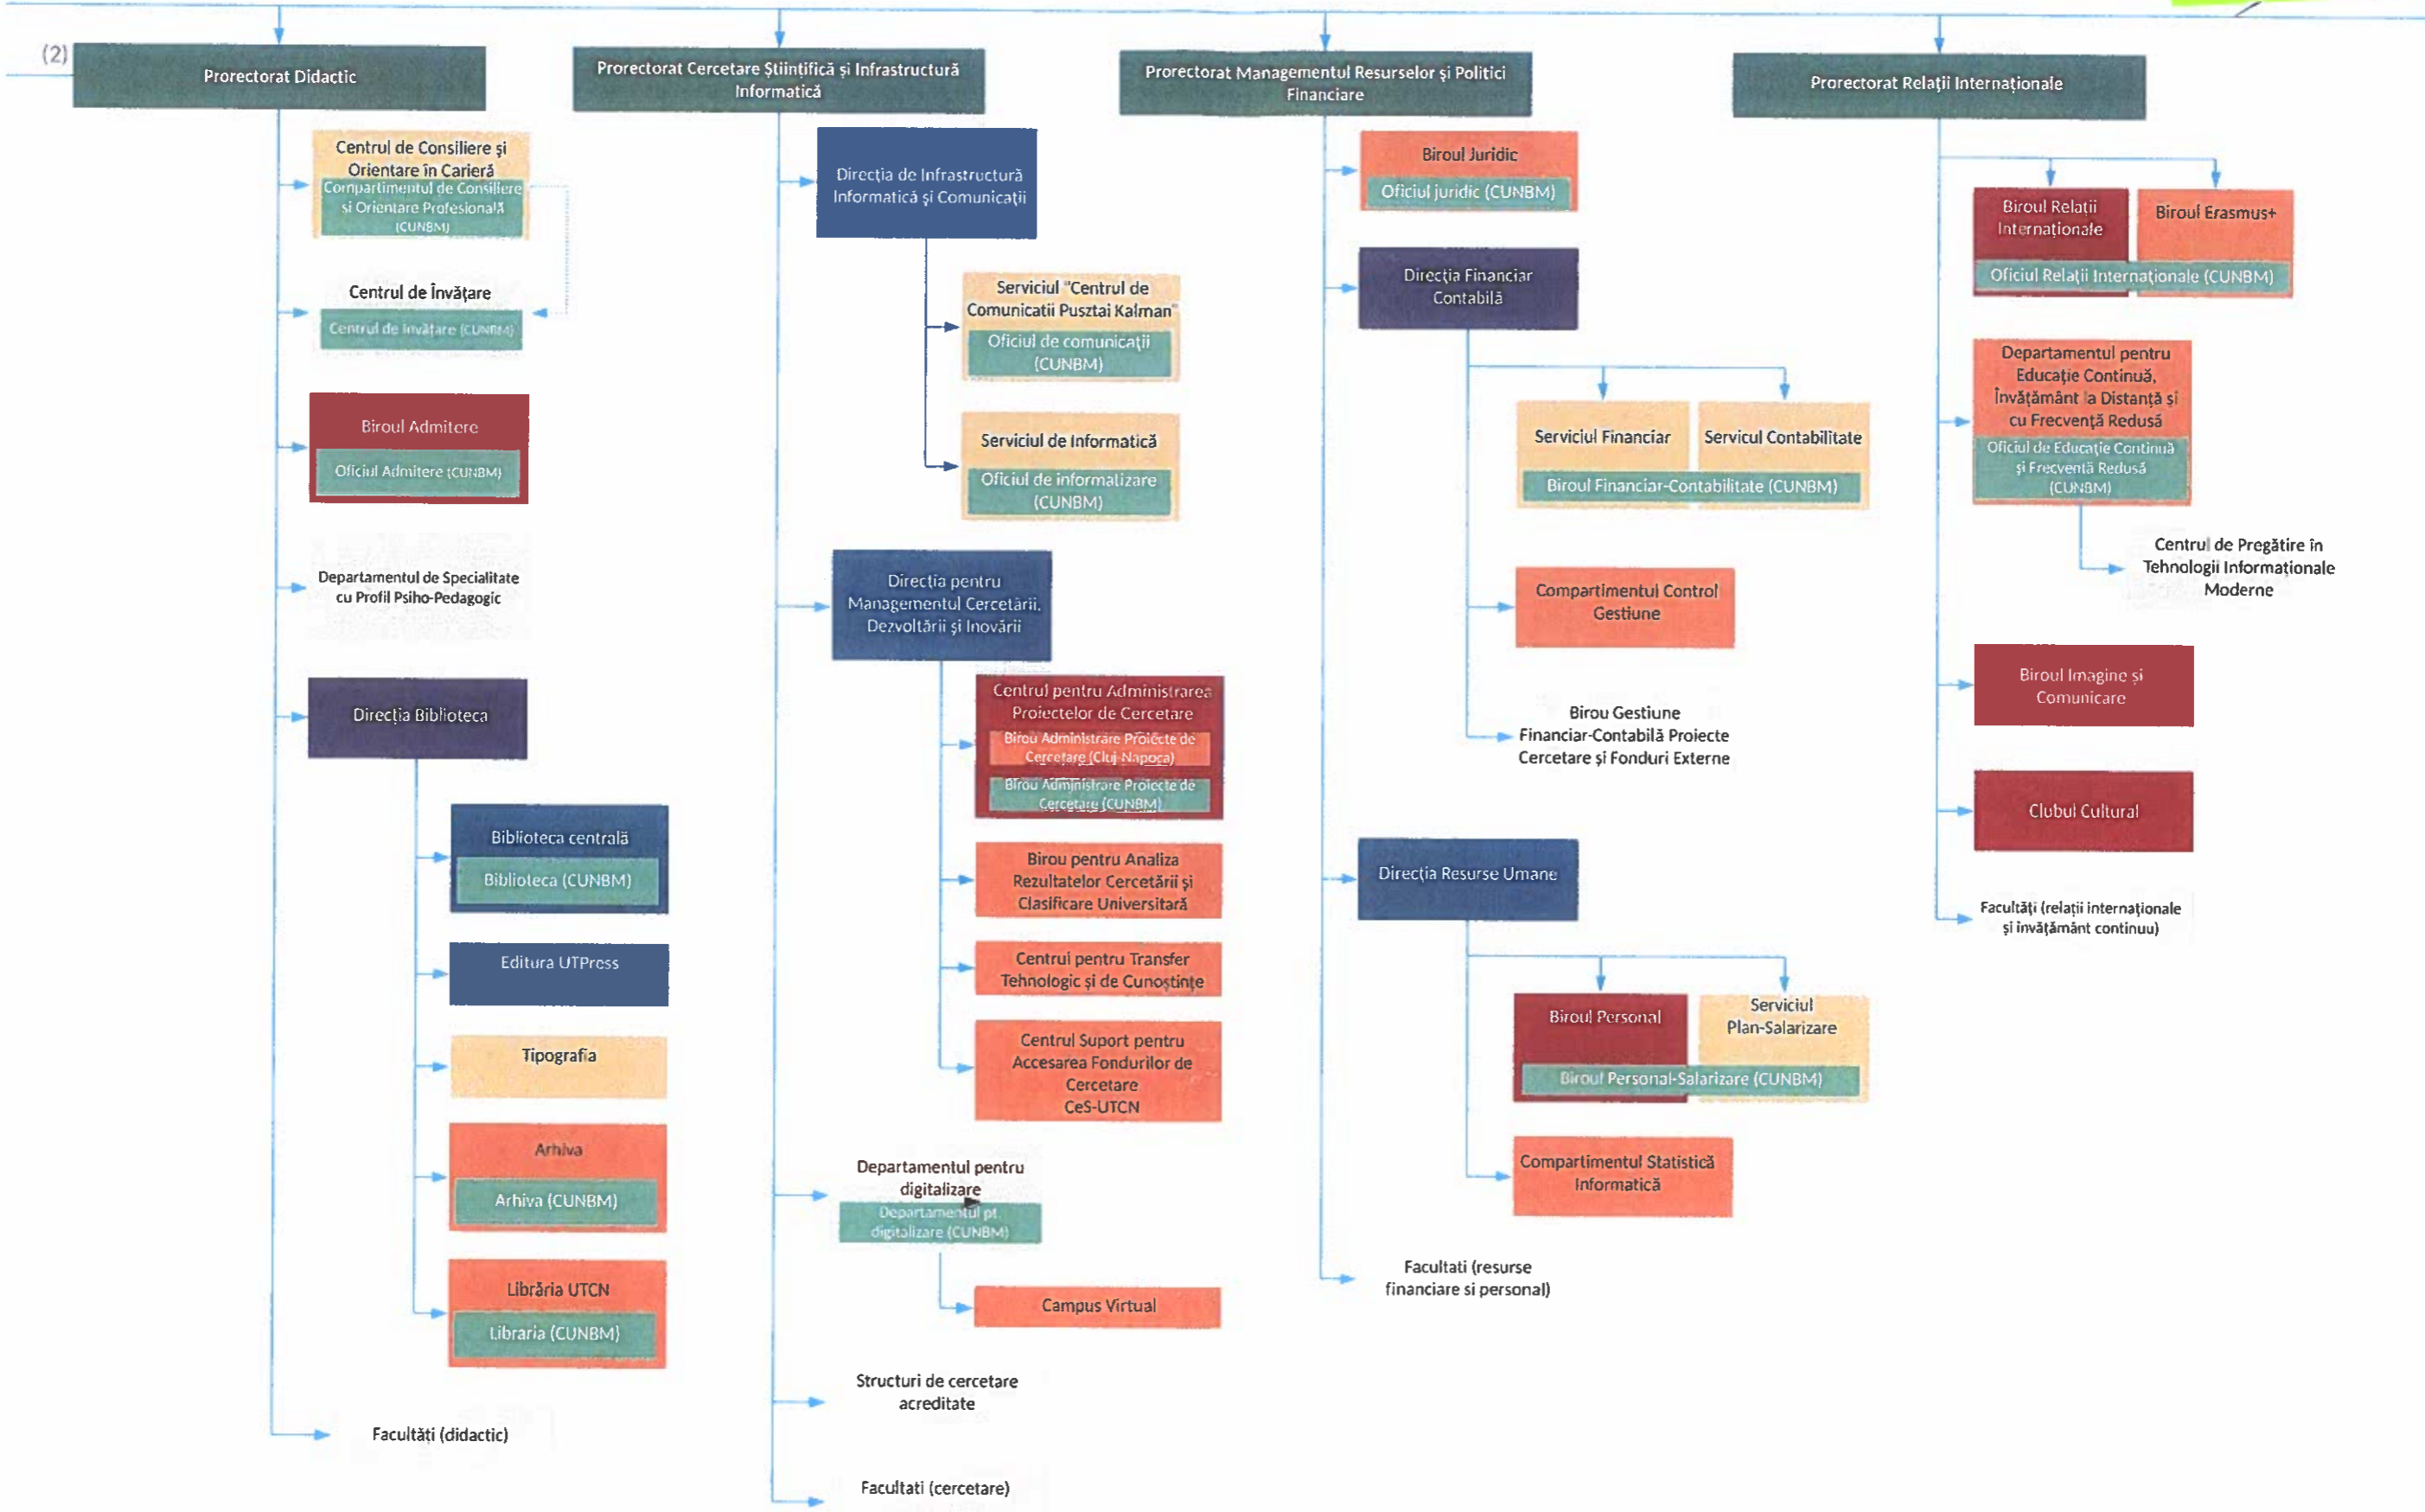 (2)
Prorectorat Didactic
Centrul de Consiliere și
Orientare în Carieră
Compartimentul de Consiliere
si Orientare Profesională
(CUNBM)
Centrul de Învățare
Centrul de Invățare (CUNBM)
Biroul Admitere
Oficiul Admitere (CUNBM)
Departamentul de Specialitate
cu Profil Psiho-Pedagogic
Direcția Biblioteca
Biblioteca centrală
Biblioteca (CUNBM)
Editura UTPress
Tipografia
Arhiva
Arhiva (CUNBM)
Librăria UTCN
Libraria (CUNBM)
Facultăți (didactic)
Prorectorat Cercetare Științifică și Infrastructură
Informatică
Direcția de Infrastructură
Informatică și Comunicații
Serviciul "Centrul de
Comunicatii Pusztai Kalman"
Oficiul de comunicații
(CUNBM)
Serviciul de Informatică
Oficiul de informatizare
(CUNBM)
Direcția pentru
Managementul Cercetării,
Dezvoltării și Inovării
Centrul pentru Administrarea
Proiectelor de Cercetare
Birou Administrare Proiecte de
Cercetare (Cluj-Napoca)
Birou Administrare Proiecte de
Cercetare (CUNBM)
Birou pentru Analiza
Rezultatelor Cercetării și
Clasificare Universitară
Centrul pentru Transfer
Tehnologic și de Cunoștințe
Centrul Suport pentru
Accesarea Fondurilor de
Cercetare
CeS-UTCN
Departamentul pentru
digitalizare
Departamentul pt.
digitalizare (CUNBM)
Campus Virtual
Structuri de cercetare
acreditate
Facultati (cercetare)
Prorectorat Managementul Resurselor și Politici
Financiare
Biroul Juridic
Oficiul juridic (CUNBM)
Direcția Financiar
Contabilă
Serviciul Financiar
Servicul Contabilitate
Biroul Financiar-Contabilitate (CUNBM)
Compartimentul Control
Gestiune
Birou Gestiune
Financiar-Contabilă Proiecte
Cercetare și Fonduri Externe
Direcția Resurse Umane
Biroul Personal
Serviciul
Plan-Salarizare
Biroul Personal-Salarizare (CUNBM)
Compartimentul Statistică
Informatică
Facultati (resurse
financiare si personal)
Prorectorat Relații Internaționale
Biroul Relații
Internaționale
Biroul Erasmus+
Oficiul Relații Internaționale (CUNBM)
Departamentul pentru
Educație Continuă,
Învățământ la Distanță și
cu Frecvență Redusă
Oficiul de Educație Continuă
și Frecvență Redusă
(CUNBM)
Centrul de Pregătire în
Tehnologii Informaționale
Moderne
Biroul Imagine și
Comunicare
Clubul Cultural
Facultăți (relații internaționale
și învățământ continuu)